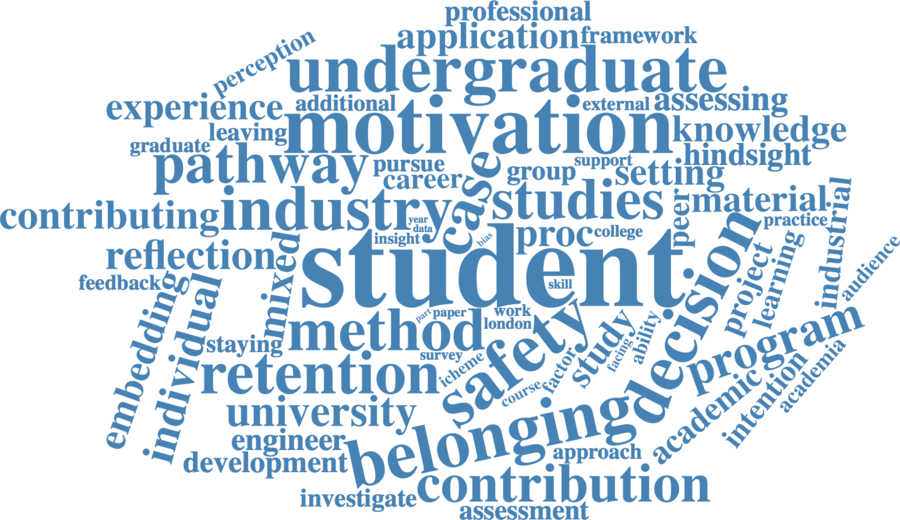 professional
application framework
perception
undergraduate
experience additional external assessing
leaving motivation knowledge
graduate
pathway pursue support hindsight
career case group setting
contributing industry studies peer material
year
data
insight bias proc college practice
reflection mixed student skill
feedback
embedding individual
decision project learning industrial audience
method part paper work
london
safety study facing ability program
staying survey
retention icheme course factor
academic intention academia
university belonging
engineer
development approach
investigate contribution
assessment